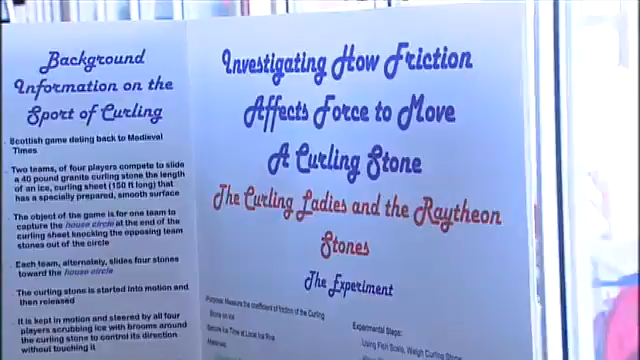 Background
Information on the
Sport of Curling
Scottish game dating back to Medieval
Times
Two teams, of four players compete to slide
a 40 pound granite curling stone the length
of an ice, curling sheet (150 ft long) that
has a specially prepared, smooth surface
The object of the game is for one team to
capture the house circle at the end of the
curling sheet knocking the opposing team
stones out of the circle
Each team, alternately, slides four stones
toward the house circle
The curling stone is started into motion and
then released
It is kept in motion and steered by all four
players scrubbing ice with brooms around
the curling stone to control its direction
without touching it
Investigating How Friction
Affects Force to Move
A Curling Stone
The Curling Ladies and the Raytheon
Stones
The Experiment
Purpose: Measure the coefficient of friction of the Curling
Stone on Ice
Secure Ice Time at Local Ice Rink
Materials:
Experimental Steps:
Using Fish Scale, Weigh Curling Stone